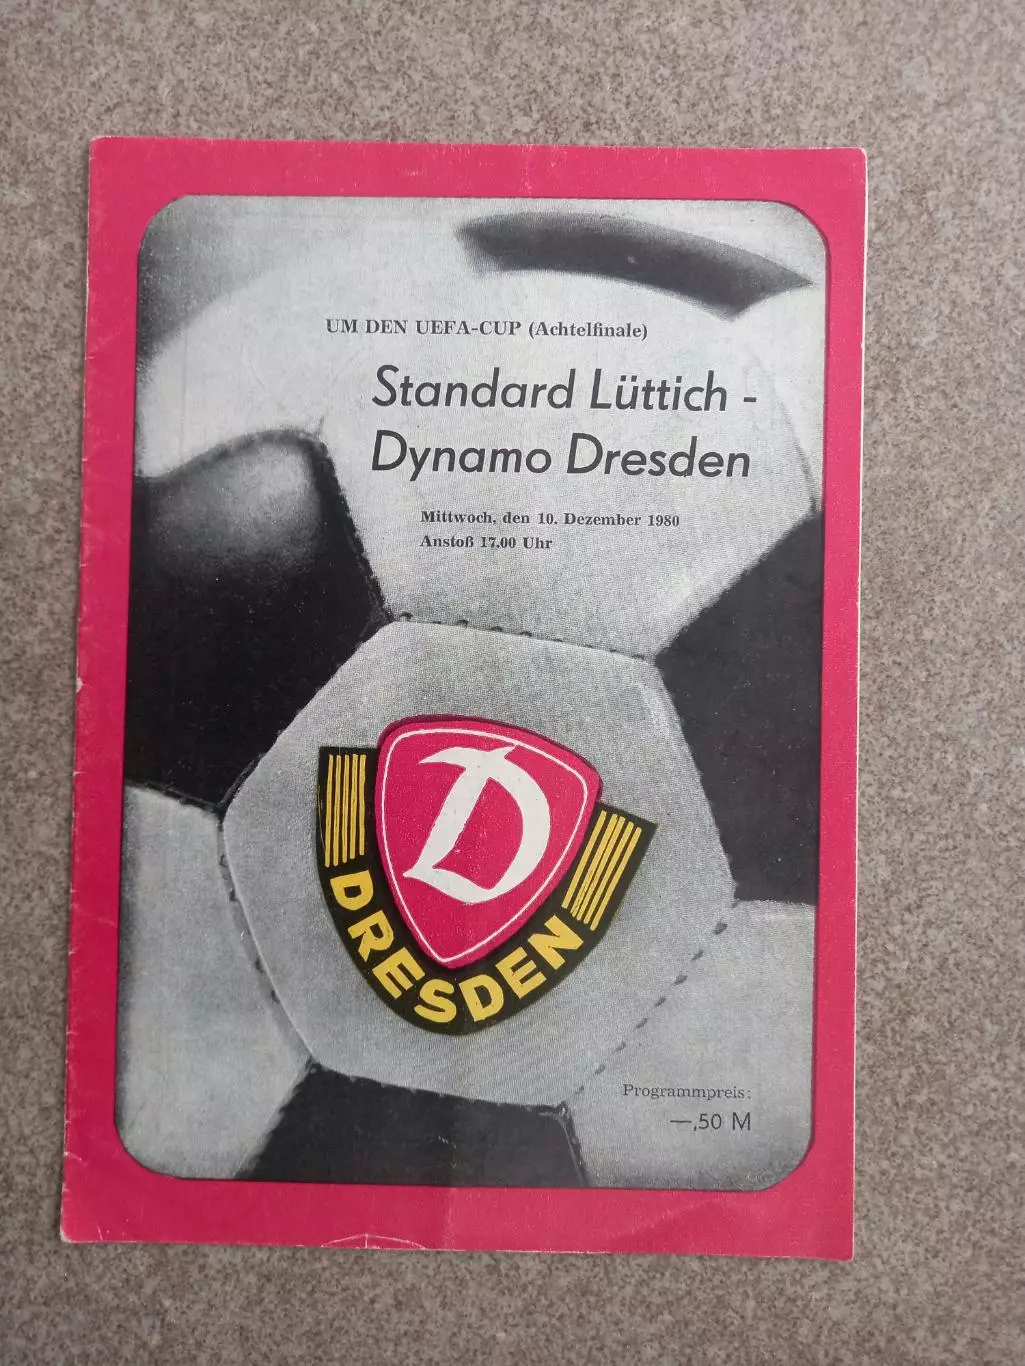 UM DEN UEFA-CUP (Achtelfinale)
Standard Lüttich -
Dynamo Dresden
Mittwoch, den 10. Dezember 1980
Anstoß 17.00 Uhr
D
DRESDEN
Programmpreis:
—,50 M